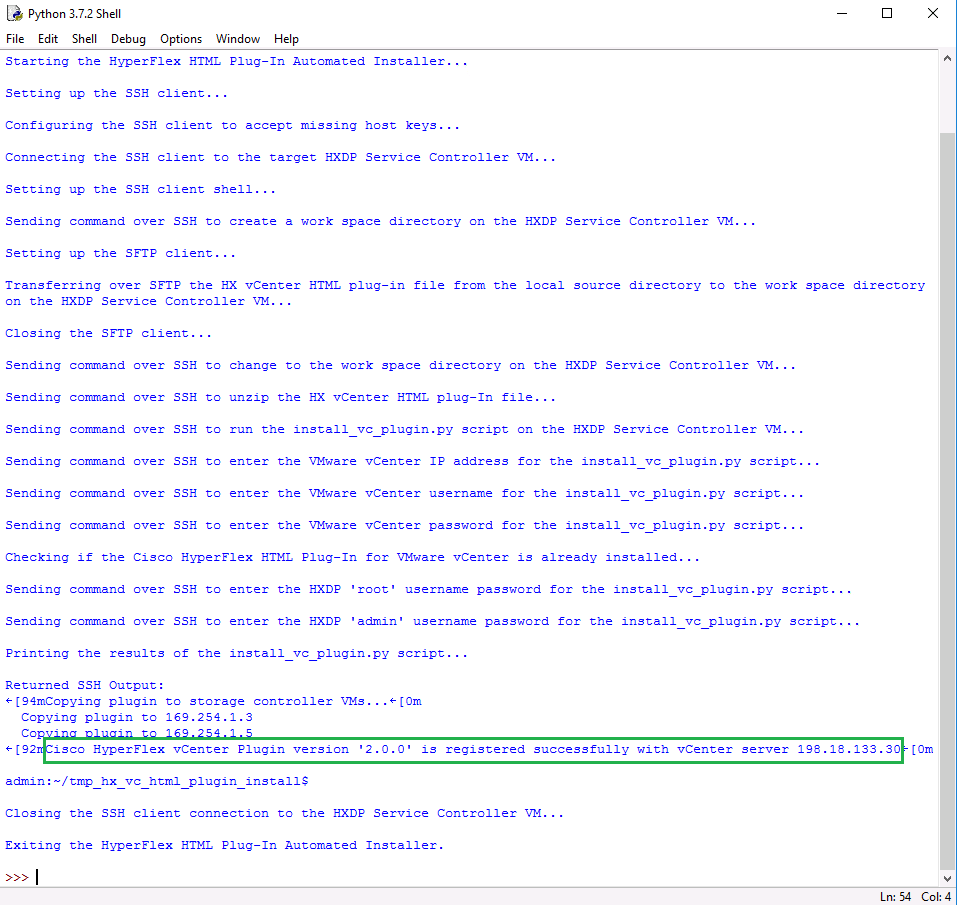 Python 3.7.2 Shell
File Edit Shell Debug Options Window Help
Starting the HyperFlex HTML Plug-In Automated Installer...
Setting up the SSH client...
Configuring the SSH client to accept missing host keys...
Connecting the SSH client to the target HXDP Service Controller VM...
Setting up the SSH client shell...
Sending command over SSH to create a work space directory on the HXDP Service Controller VM...
Setting up the SFTP client...
Transferring over SFTP the HX vCenter HTML plug-in file from the local source directory to the work space directory
on the HXDP Service Controller VM...
Closing the SFTP client...
Sending command over SSH to change to the work space directory on the HXDP Service Controller VM...
Sending command over SSH to unzip the HX vCenter HTML plug-In file...
Sending command over SSH to run the install_vc_plugin.py script on the HXDP Service Controller VM...
Sending command over SSH to enter the VMware vCenter IP address for the install_vc_plugin.py script...
Sending command over SSH to enter the VMware vCenter username for the install_vc_plugin.py script...
Sending command over SSH to enter the VMware vCenter password for the install_vc_plugin.py script...
Checking if the Cisco HyperFlex HTML Plug-In for VMware vCenter is already installed...
Sending command over SSH to enter the HXDP 'root' username password for the install_vc_plugin.py script...
Sending command over SSH to enter the HXDP 'admin' username password for the install_vc_plugin.py script...
Printing the results of the install_vc_plugin.py script...
Returned SSH Output:
←[94mCopying plugin to storage controller VMs...←[0m
Copying plugin to 169.254.1.3
Copying plugin to 169.254.1.5
←[92mCisco HyperFlex vCenter Plugin version '2.0.0' is registered successfully with vCenter server 198.18.133.30←[0m
admin:~/tmp_hx_vc_html_plugin_install$
Closing the SSH client connection to the HXDP Service Controller VM...
Exiting the HyperFlex HTML Plug-In Automated Installer.
>>>
Ln: 54 Col: 4